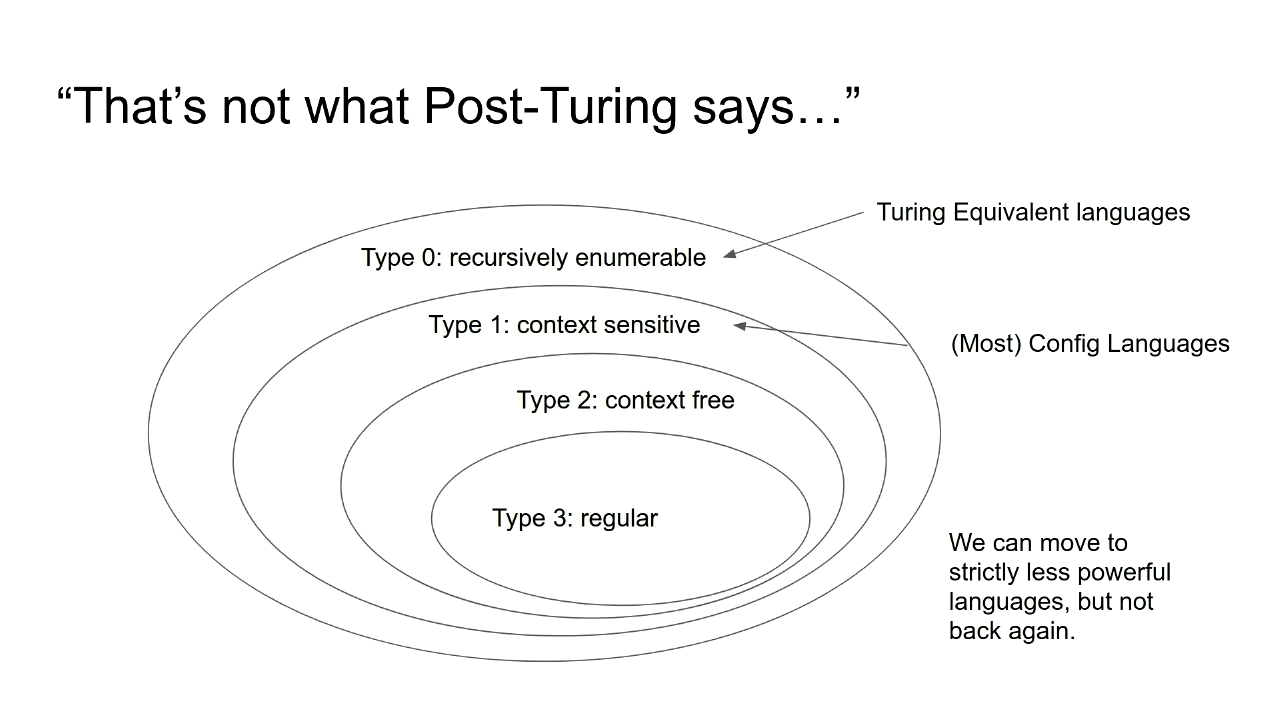 “That’s not what Post-Turing says…”
Turing Equivalent languages
Type 0: recursively enumerable
Type 1: context sensitive
(Most) Config Languages
Type 2: context free
Type 3: regular
We can move to
strictly less powerful
languages, but not
back again.